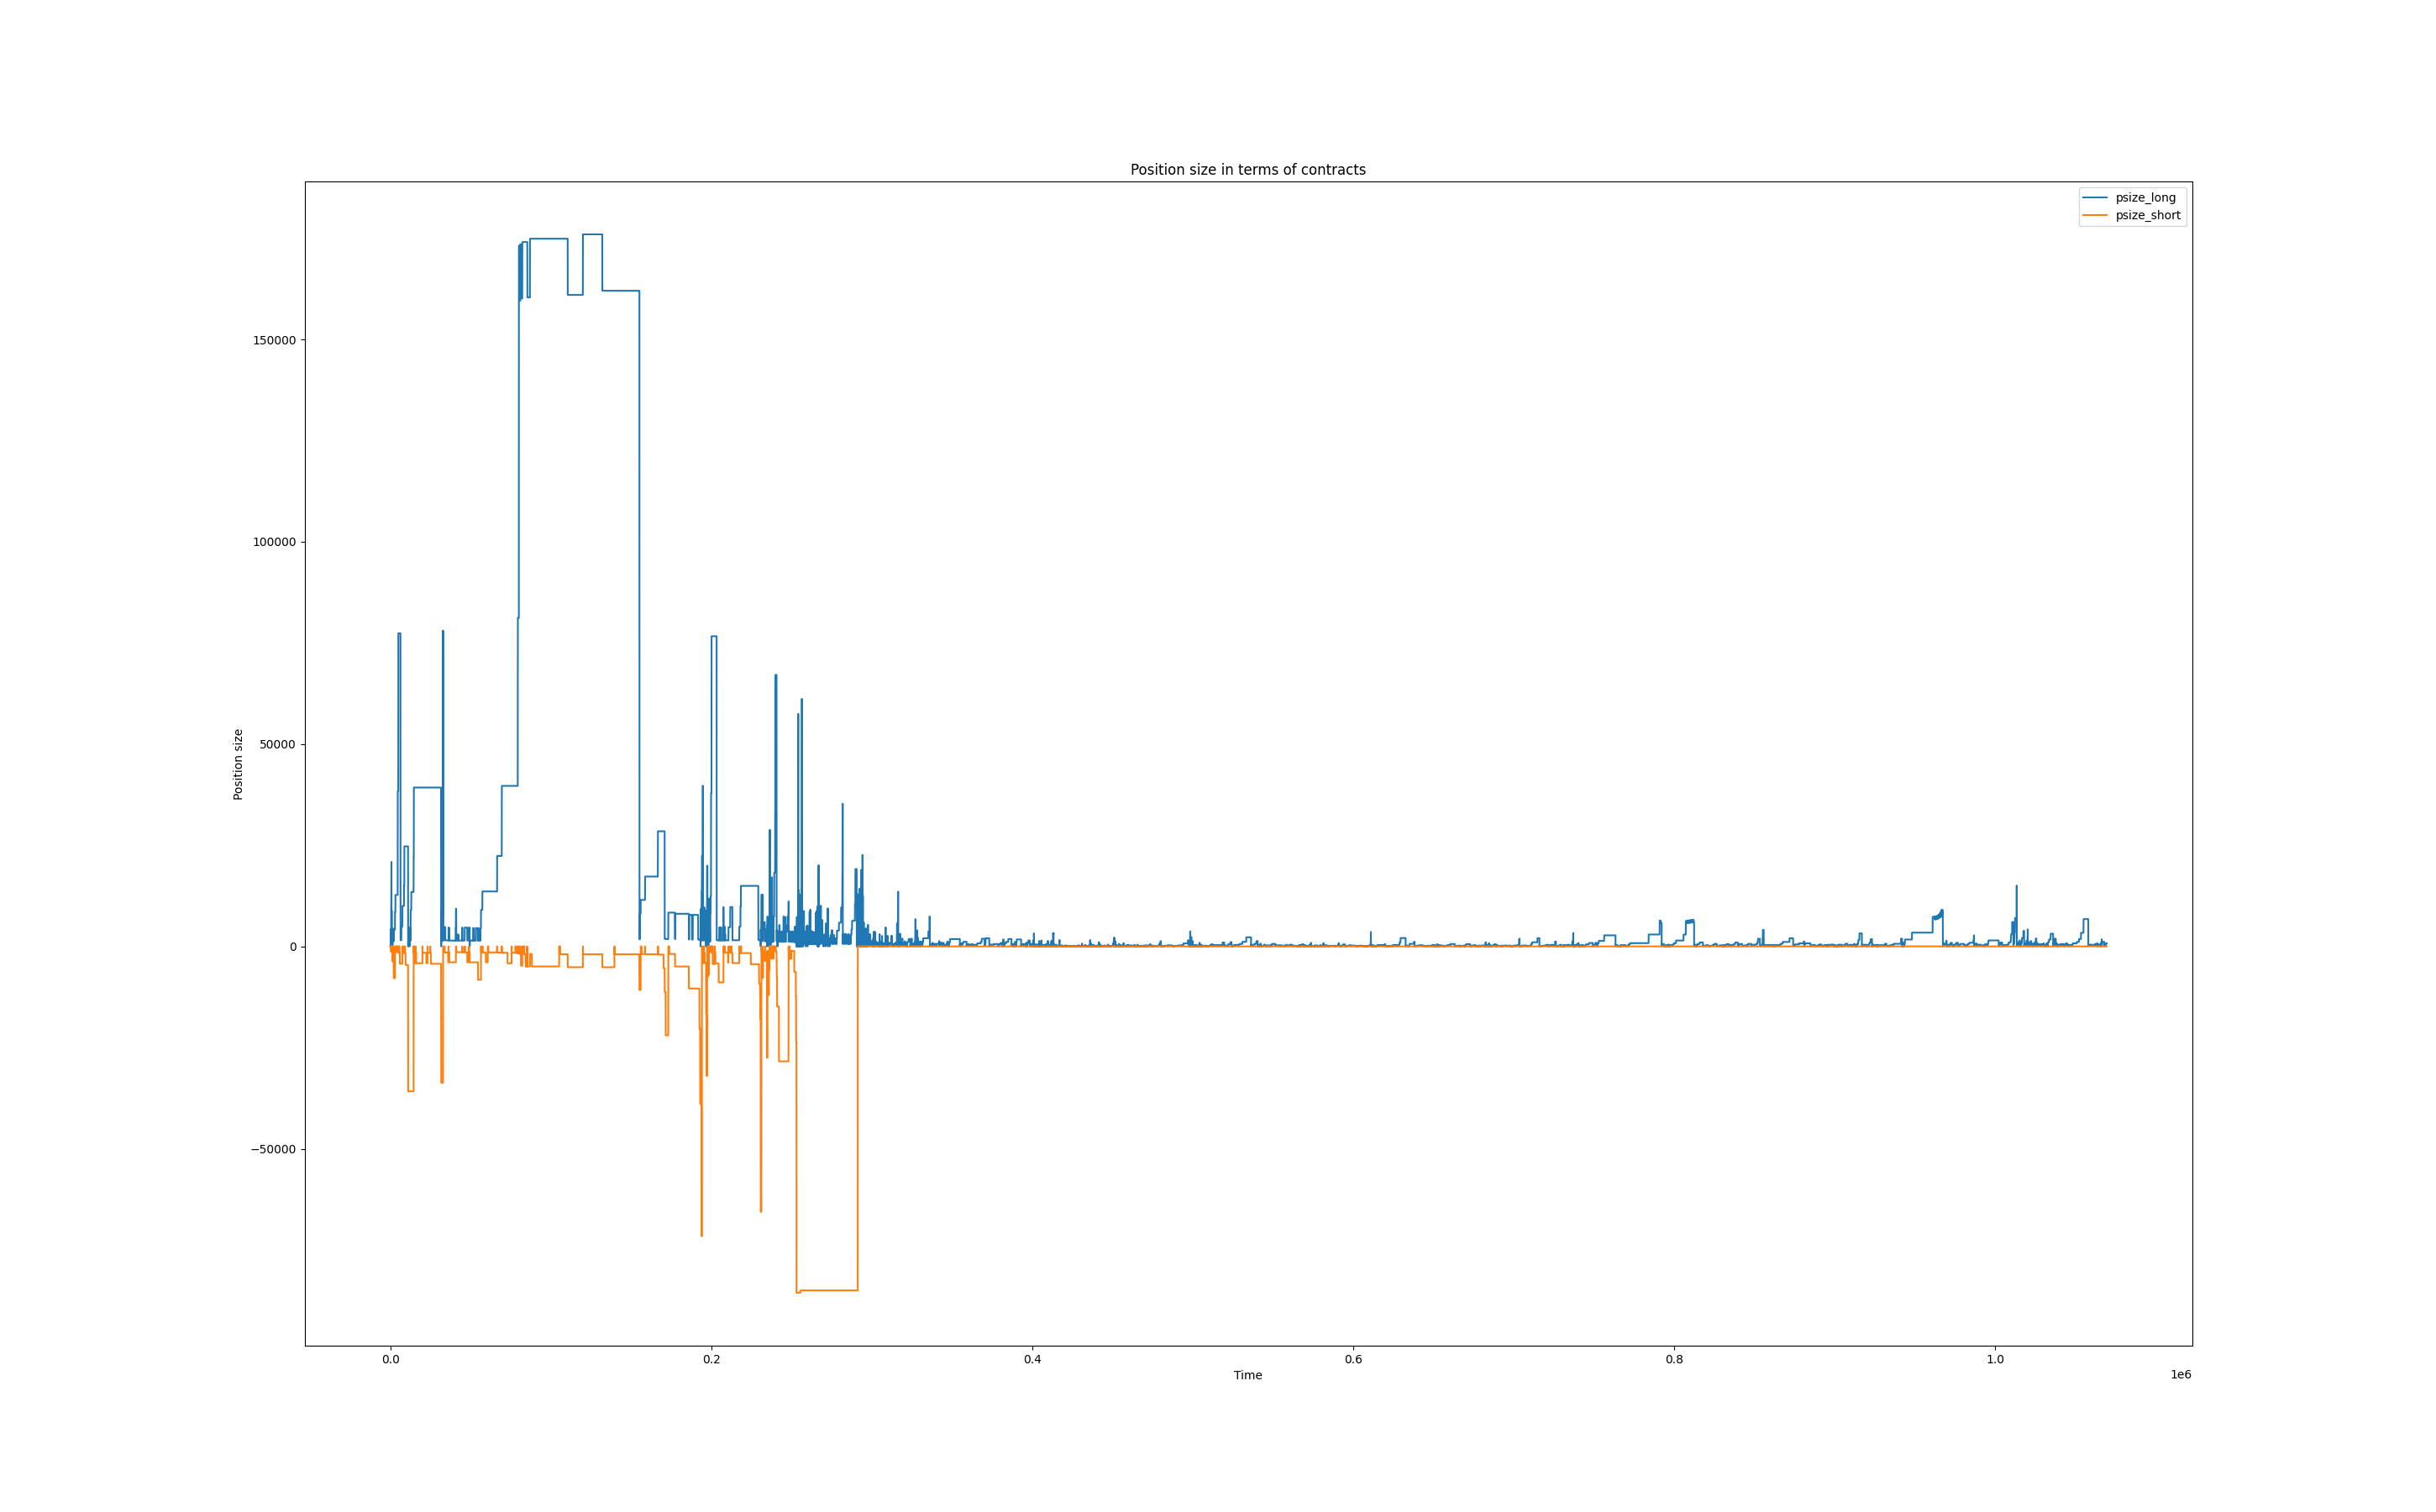 Position size in terms of contracts
psize_long
psize_short
Position size
150000
100000
50000
0
−50000
0.0
0.2
0.4
0.6
0.8
1.0
1e6
Time